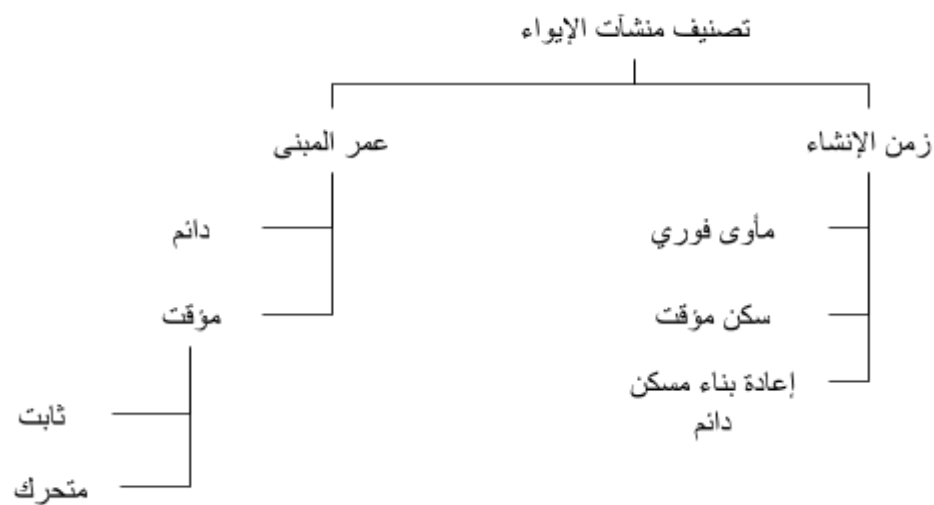 تصنيف منشآت الإيواء
زمن الإنشاء
عمر المبنى
مأوى فوري
دائم
سكن مؤقت
مؤقت
إعادة بناء مسكن
دائم
ثابت
متحرك